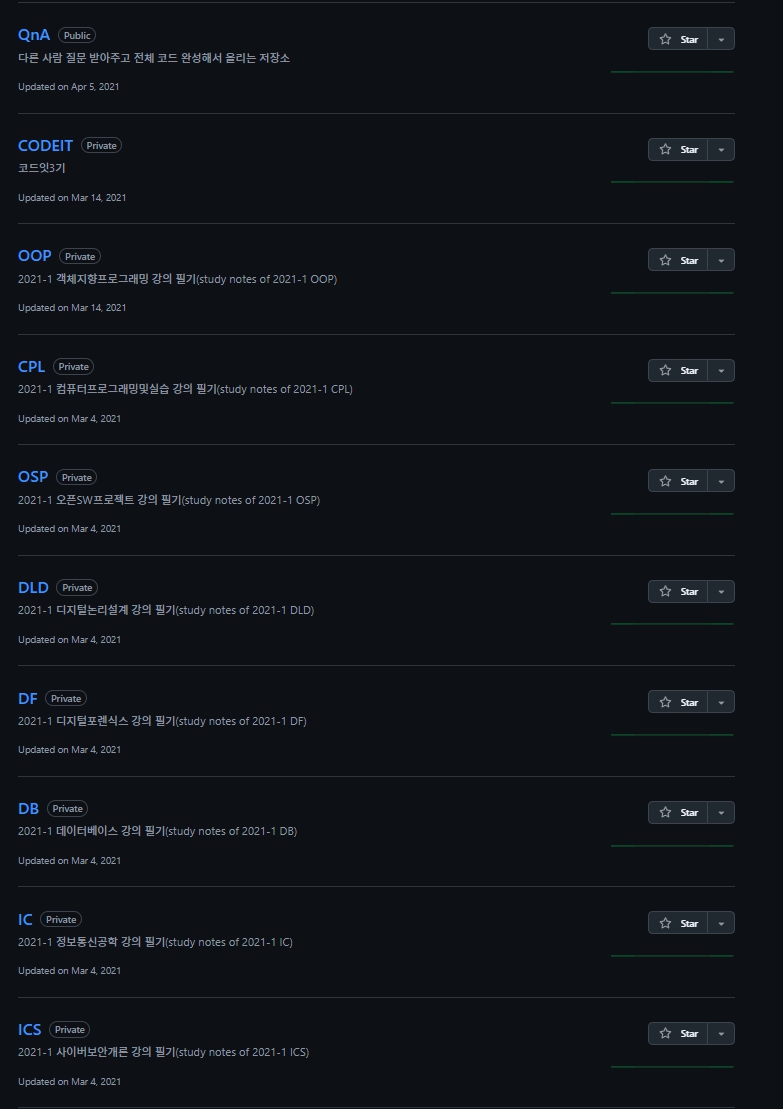 QnA Public
Star
다른 사람 질문 받아주고 전체 코드 완성해서 올리는 저장소
Updated on Apr 5, 2021
CODEIT Private
Star
코드잇3기
Updated on Mar 14, 2021
OOP Private
Star
2021-1 객체지향프로그래밍 강의 필기(study notes of 2021-1 OOP)
Updated on Mar 14, 2021
CPL Private
Star
2021-1 컴퓨터프로그래밍및실습 강의 필기(study notes of 2021-1 CPL)
Updated on Mar 4, 2021
OSP Private
Star
2021-1 오픈SW프로젝트 강의 필기(study notes of 2021-1 OSP)
Updated on Mar 4, 2021
DLD Private
Star
2021-1 디지털논리설계 강의 필기(study notes of 2021-1 DLD)
Updated on Mar 4, 2021
DF Private
Star
2021-1 디지털포렌식스 강의 필기(study notes of 2021-1 DF)
Updated on Mar 4, 2021
DB Private
Star
2021-1 데이터베이스 강의 필기(study notes of 2021-1 DB)
Updated on Mar 4, 2021
IC Private
Star
2021-1 정보통신공학 강의 필기(study notes of 2021-1 IC)
Updated on Mar 4, 2021
ICS Private
Star
2021-1 사이버보안개론 강의 필기(study notes of 2021-1 ICS)
Updated on Mar 4, 2021